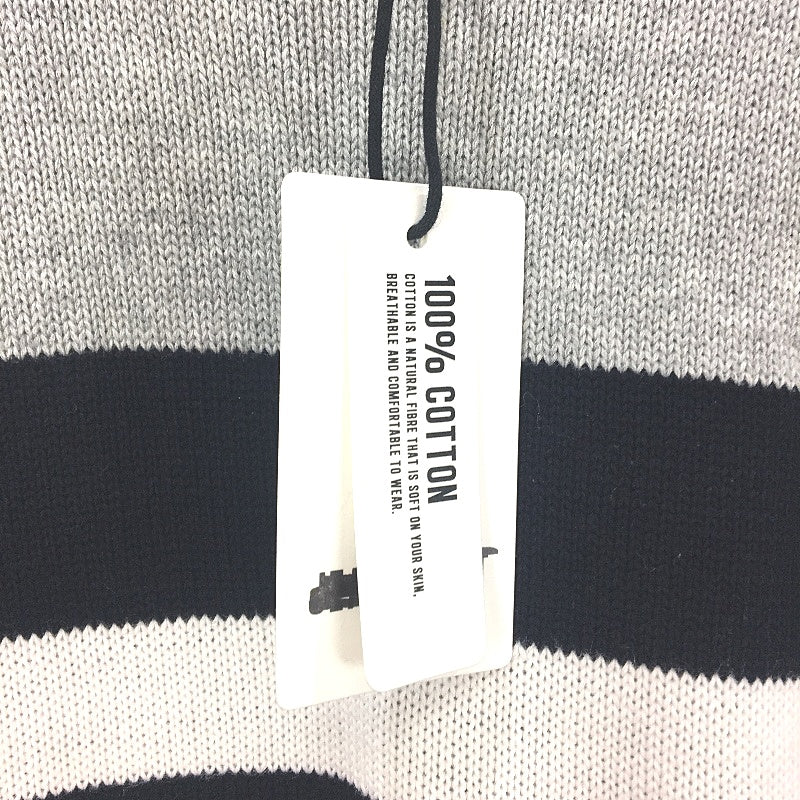 100% COTTON
COTTON IS A NATURAL FIBRE THAT IS SOFT ON YOUR SKIN,
BREATHABLE AND COMFORTABLE TO WEAR.